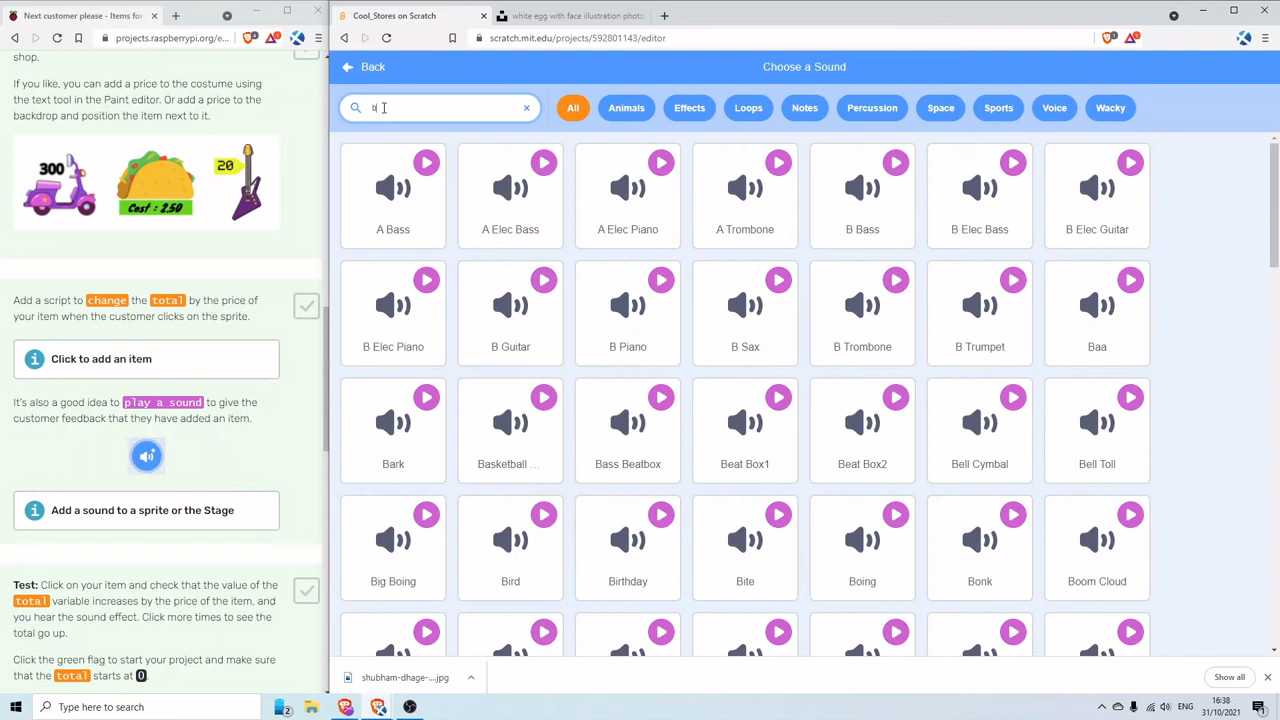 Next customer please - Items for
projects.raspberrypi.org/e...
shop.
If you like, you can add a price to the costume using
the text tool in the Paint editor. Or add a price to the
backdrop and position the item next to it.
300
Cost : 2.50
20
Add a script to change the total by the price of
your item when the customer clicks on the sprite.
Click to add an item
It's also a good idea to play a sound to give the
customer feedback that they have added an item.
Add a sound to a sprite or the Stage
Test: Click on your item and check that the value of the
total variable increases by the price of the item, and
you hear the sound effect. Click more times to see the
total go up.
Click the green flag to start your project and make sure
that the total starts at 0.
Cool_Stores on Scratch
white egg with face illustration photo
scratch.mit.edu/projects/592801143/editor
Back
Choose a Sound
b
All
Animals
Effects
Loops
Notes
Percussion
Space
Sports
Voice
Wacky
A Bass
A Elec Bass
A Elec Piano
A Trombone
B Bass
B Elec Bass
B Elec Guitar
B Elec Piano
B Guitar
B Piano
B Sax
B Trombone
B Trumpet
Baa
Bark
Basketball ...
Bass Beatbox
Beat Box1
Beat Box2
Bell Cymbal
Bell Toll
Big Boing
Bird
Birthday
Bite
Boing
Bonk
Boom Cloud
shubham-dhage-....jpg
Show all
Type here to search
2
ENG
16:38
31/10/2021
1